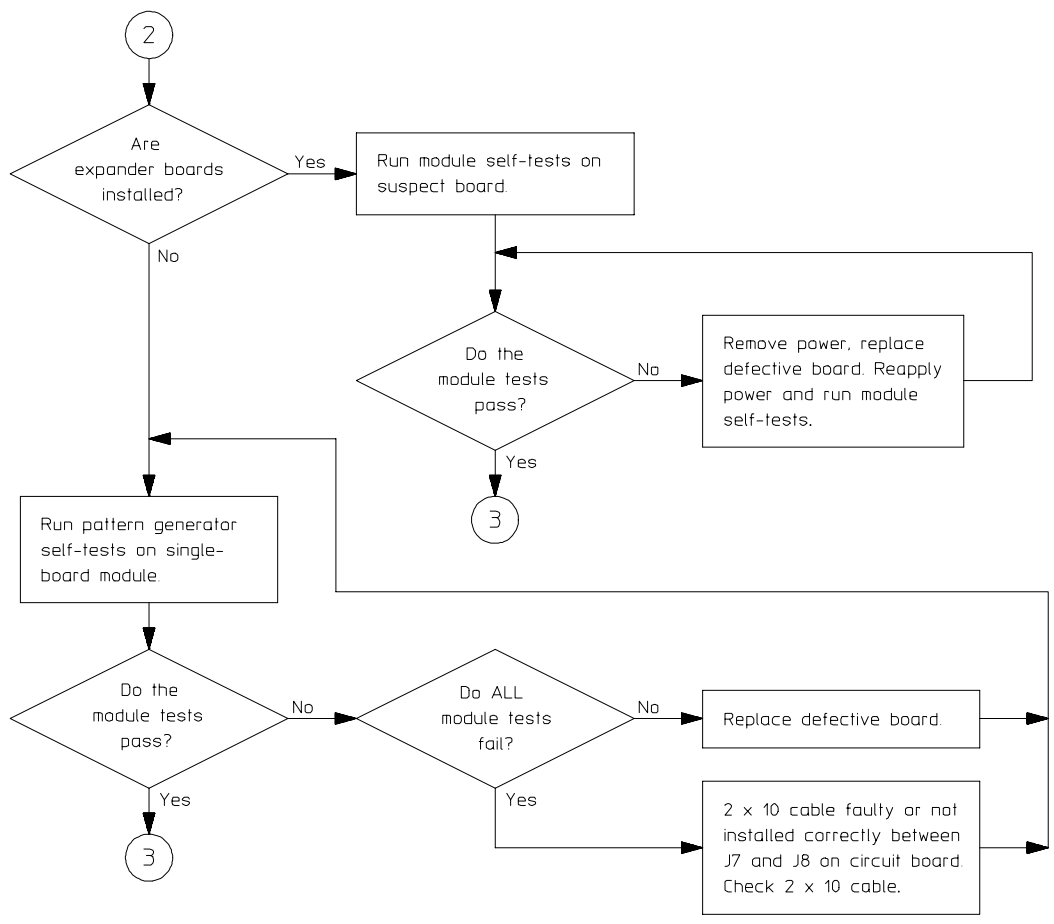 2
Are
expander boards
installed?
Yes
No
Run module self-tests on
suspect board.
Do the
module tests
pass?
No
Yes
Remove power, replace
defective board. Reapply
power and run module
self-tests.
3
Run pattern generator
self-tests on single-
board module.
Do the
module tests
pass?
No
Yes
3
Do ALL
module tests
fail?
No
Yes
Replace defective board.
2 x 10 cable faulty or not
installed correctly between
J7 and J8 on circuit board.
Check 2 x 10 cable.